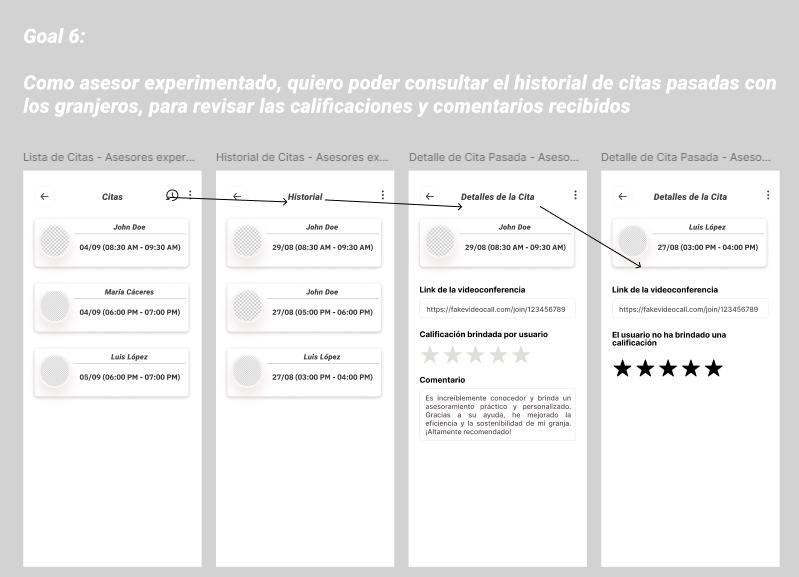 Goal 6:
Como asesor experimentado, quiero poder consultar el historial de citas pasadas con
los granjeros, para revisar las calificaciones y comentarios recibidos
Lista de Citas - Asesores exper...
Citas
John Doe
04/09 (08:30 AM - 09:30 AM)
María Cáceres
04/09 (06:00 PM - 07:00 PM)
Luis López
05/09 (06:00 PM - 07:00 PM)
Historial de Citas - Asesores ex...
Historial
John Doe
29/08 (08:30 AM - 09:30 AM)
John Doe
27/08 (05:00 PM - 06:00 PM)
Luis López
27/08 (03:00 PM - 04:00 PM)
Detalle de Cita Pasada - Aseso...
Detalles de la Cita
John Doe
29/08 (08:30 AM - 09:30 AM)
Link de la videoconferencia
https://fakevideocall.com/join/123456789
Calificación brindada por usuario
Comentario
Es increíblemente conocedor y brinda un
asesoramiento práctico y personalizado.
Gracias a su ayuda, he mejorado la
eficiencia y la sostenibilidad de mi granja.
¡Altamente recomendado!
Detalle de Cita Pasada - Aseso...
Detalles de la Cita
Luis López
27/08 (03:00 PM - 04:00 PM)
Link de la videoconferencia
https://fakevideocall.com/join/123456789
El usuario no ha brindado una
calificación